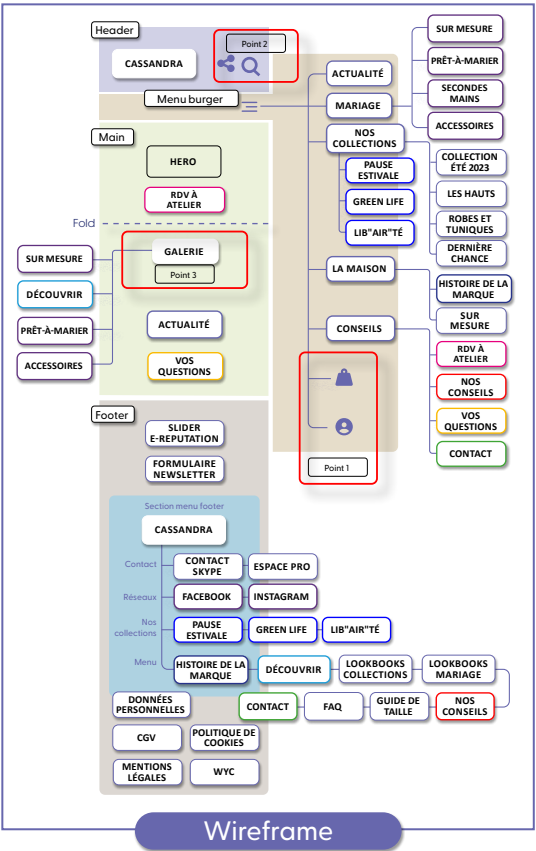 Header
Point 2
CASSANDRA
Menu burger
ACTUALITÉ
MARIAGE
SUR MESURE
PRÊT-À-MARIER
SECONDES
MAINS
ACCESSOIRES
NOS
COLLECTIONS
PAUSE
ESTIVALE
GREEN LIFE
LIB"AIR"TÉ
COLLECTION
ÉTÉ 2023
LES HAUTS
ROBES ET
TUNIQUES
DERNIÈRE
CHANCE
LA MAISON
HISTOIRE DE LA
MARQUE
SUR
MESURE
CONSEILS
RDV À
ATELIER
NOS
CONSEILS
VOS
QUESTIONS
CONTACT
Point 1
Main
HERO
RDV À
ATELIER
Fold
GALERIE
Point 3
SUR MESURE
DÉCOUVRIR
PRÊT-À-MARIER
ACCESSOIRES
ACTUALITÉ
VOS
QUESTIONS
Footer
SLIDER
E-REPUTATION
FORMULAIRE
NEWSLETTER
Section menu footer
CASSANDRA
Contact
CONTACT
SKYPE
ESPACE PRO
Réseaux
FACEBOOK
INSTAGRAM
Nos
collections
PAUSE
ESTIVALE
GREEN LIFE
LIB"AIR"TÉ
Menu
HISTOIRE DE LA
MARQUE
DÉCOUVRIR
LOOKBOOKS
COLLECTIONS
LOOKBOOKS
MARIAGE
CONTACT
FAQ
GUIDE DE
TAILLE
NOS
CONSEILS
DONNÉES
PERSONNELLES
CGV
POLITIQUE DE
COOKIES
MENTIONS
LÉGALES
WYC
Wireframe